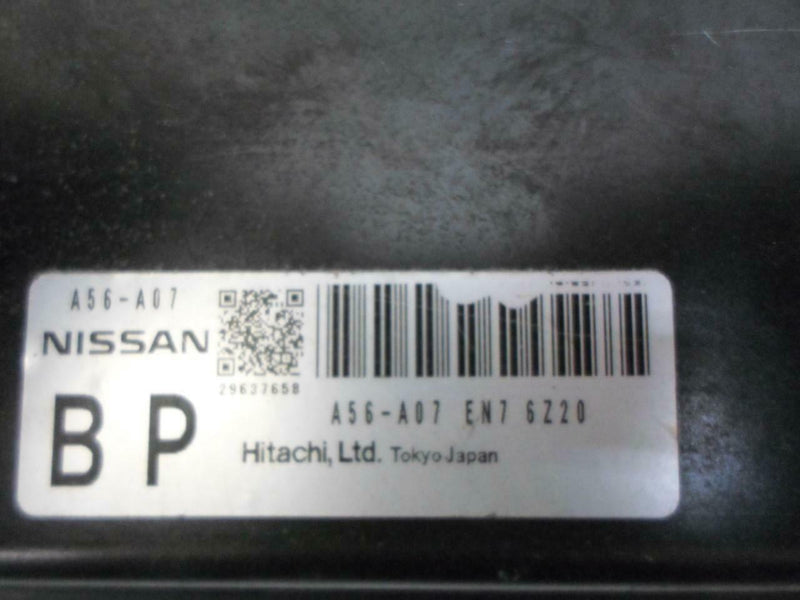 A56-A07
NISSAN
29637658
BP
A56-A07 EN7 6Z20
Hitachi, Ltd. Tokyo Japan